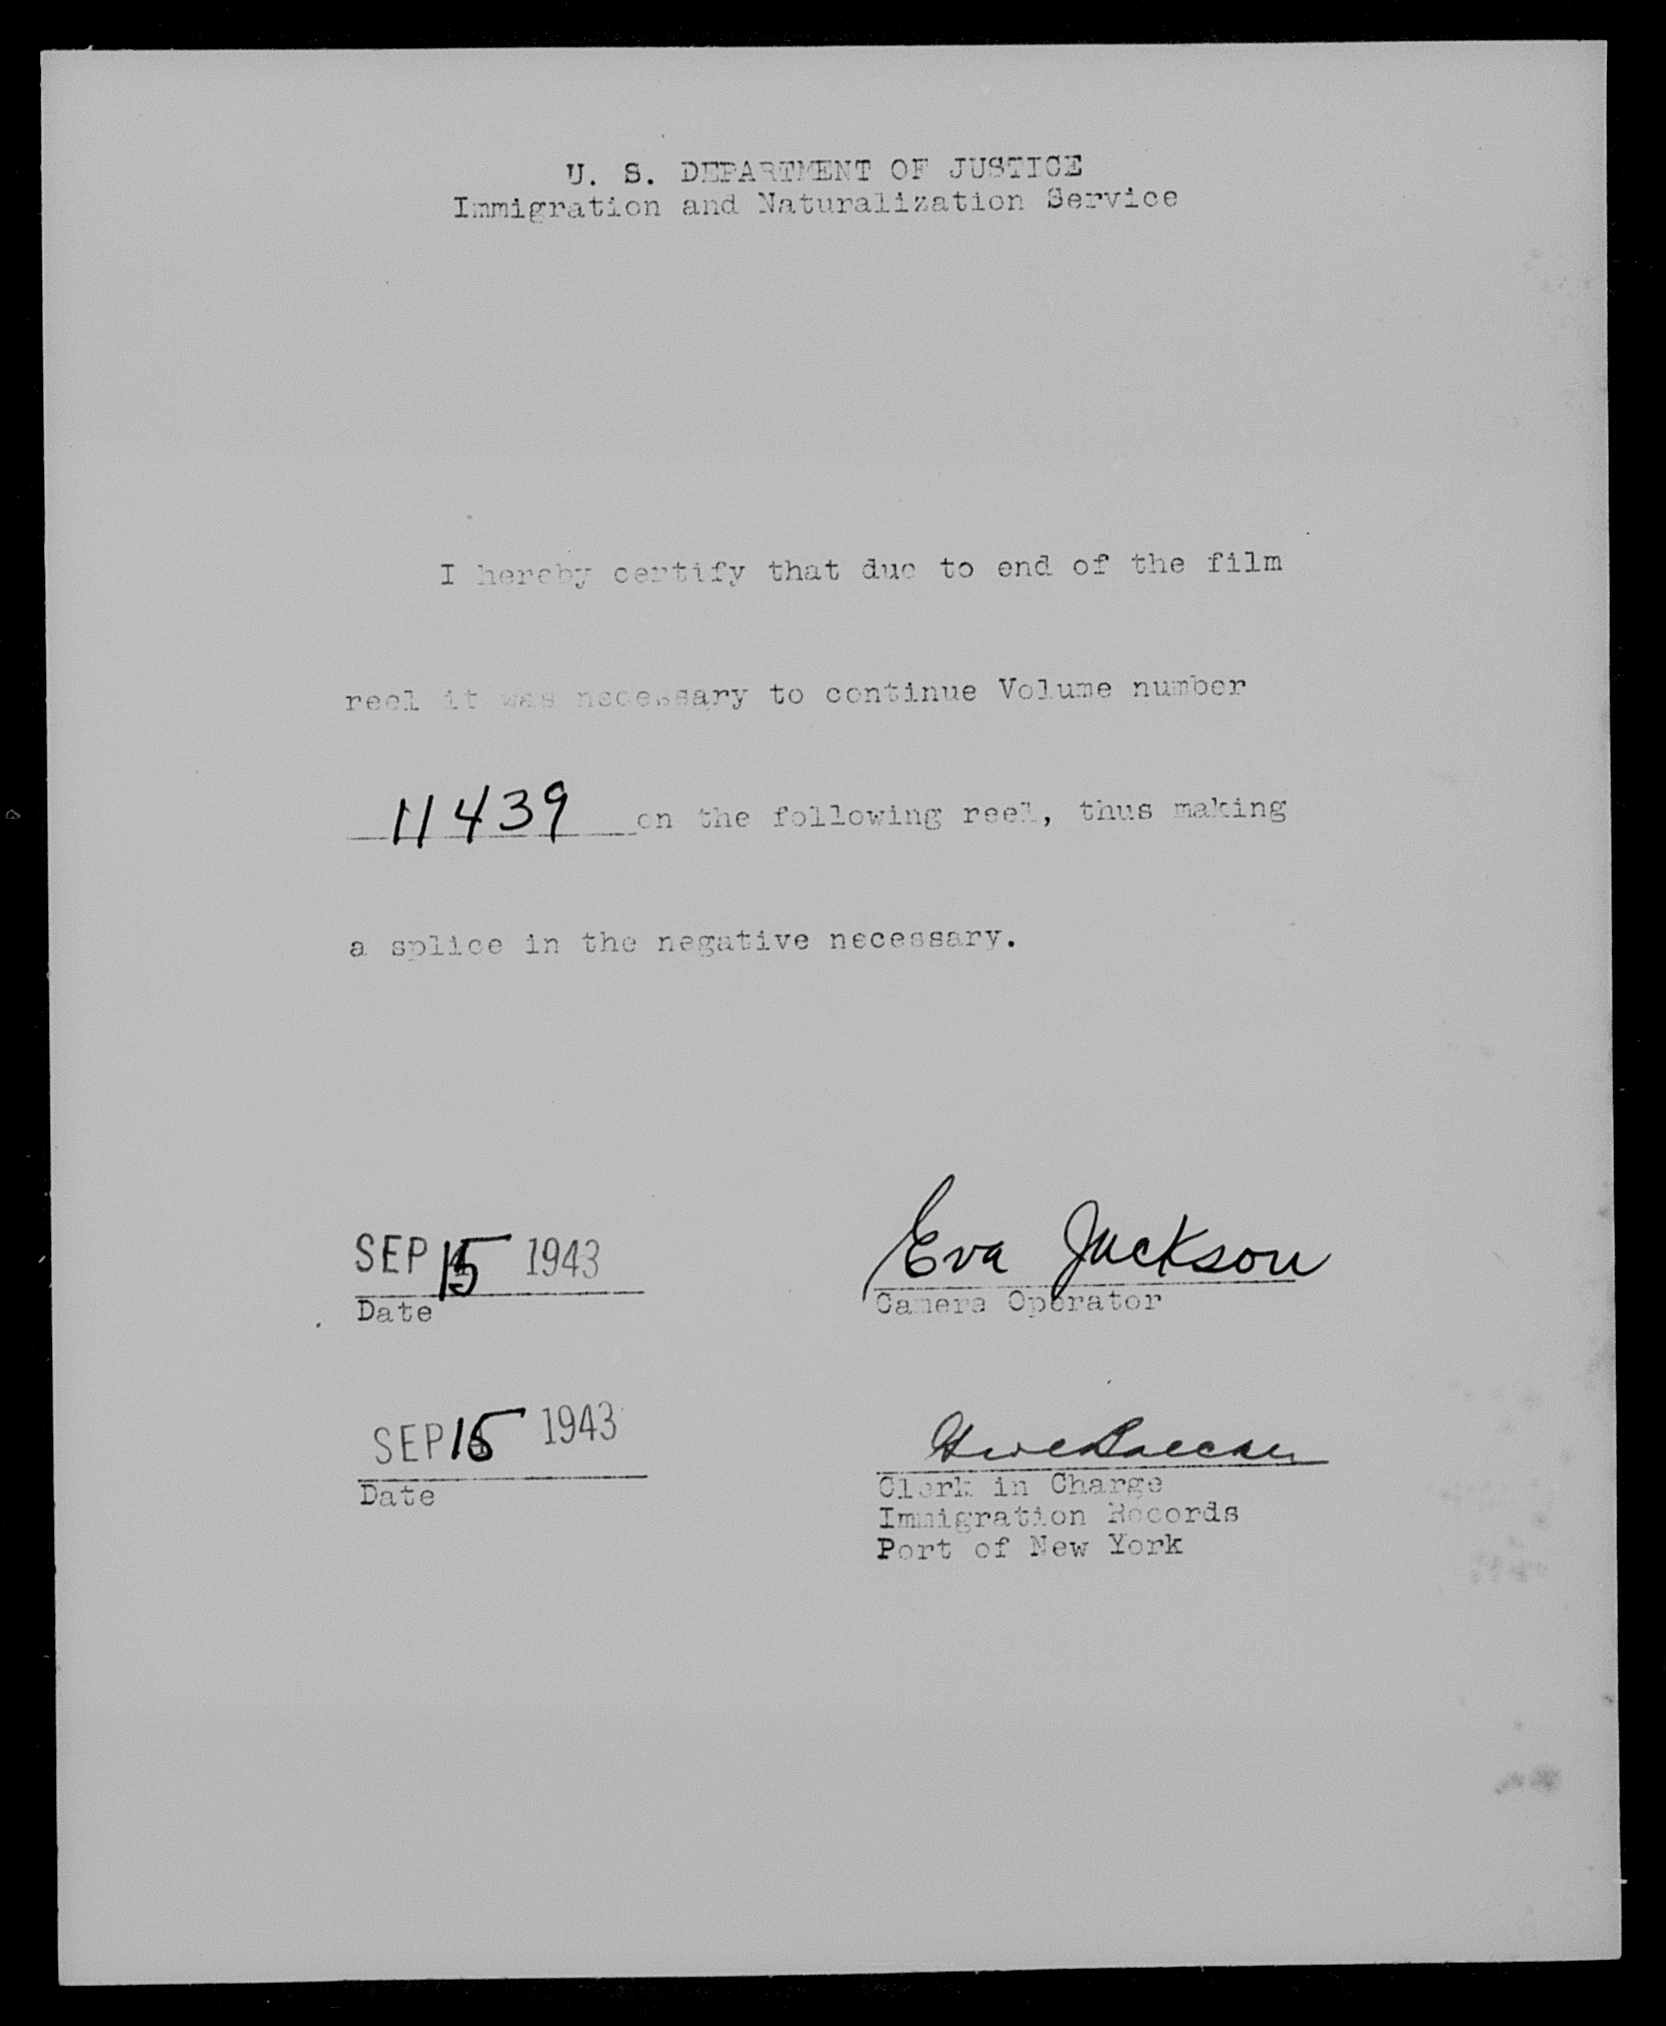 U. S. DEPARTMENT OF JUSTICE
Immigration and Naturalization Service
I hereby certify that due to end of the film
reel it was necessary to continue Volume number
11439 on the following reel, thus making
a splice in the negative necessary.
SEP 15 1943
Eva Jackson
Date
Camera Operator
SEP 15 1943
Date
Clerk in Charge
Immigration Records
Port of New York